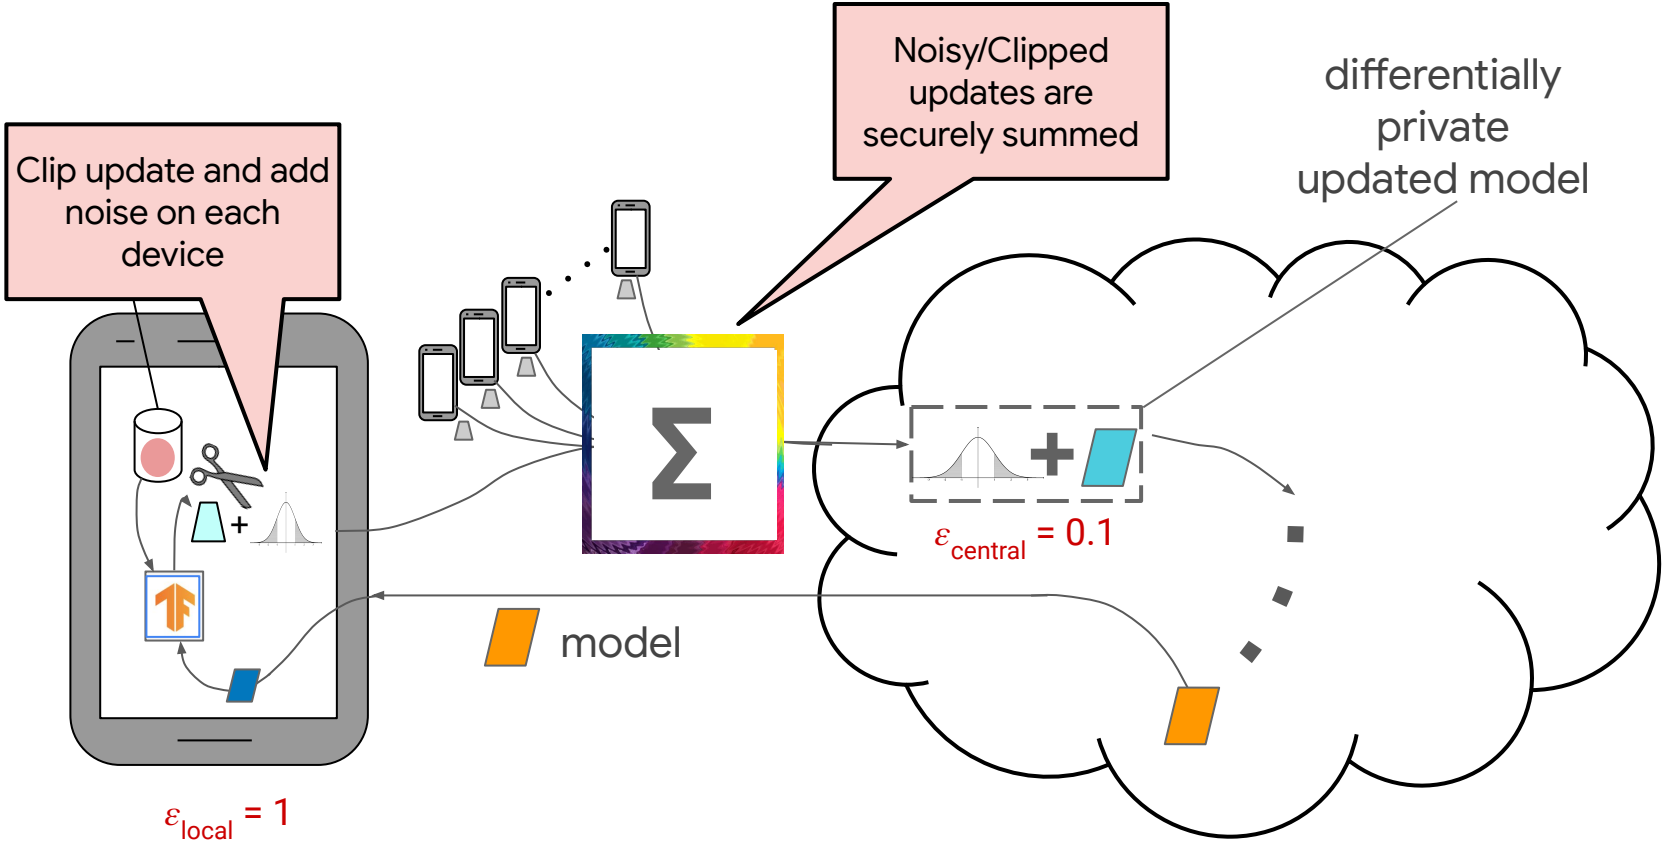 Clip update and add
noise on each
device
Noisy/Clipped
updates are
securely summed
differentially
private
updated model
Σ
+
+
ε_central = 0.1
model
ε_local = 1